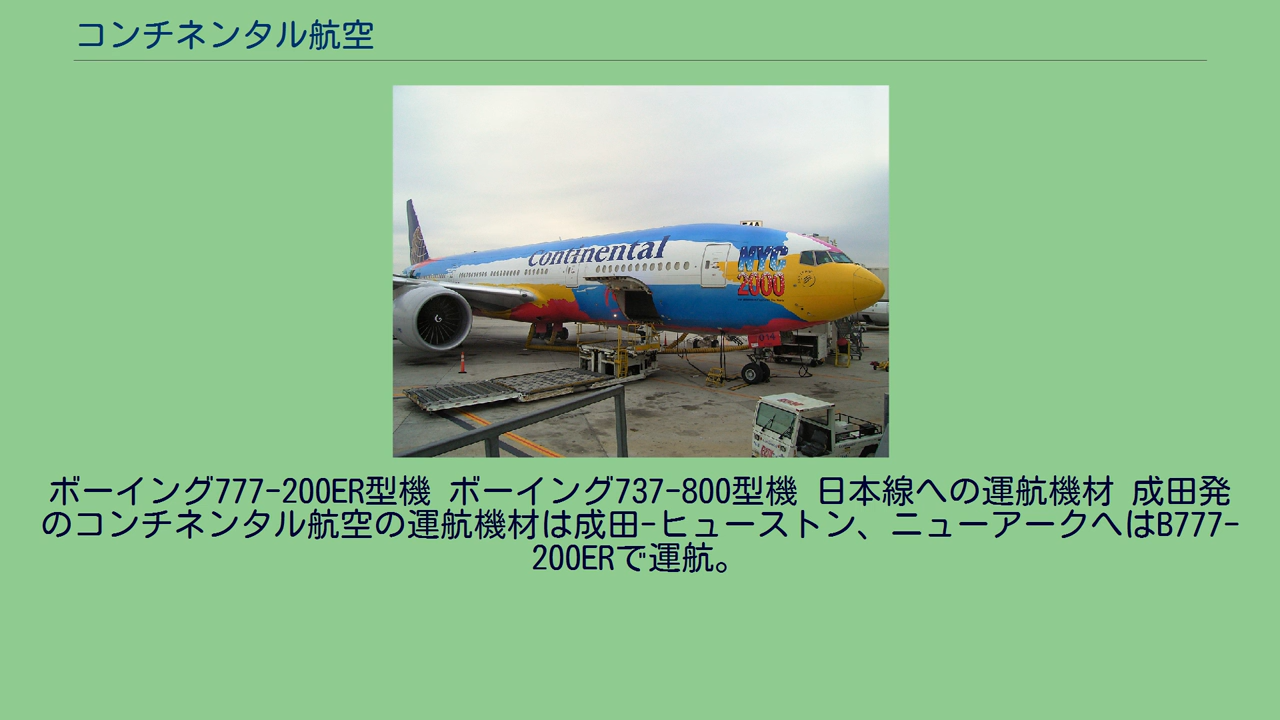 コンチネンタル航空
Continental
NYC
2000
ボーイング777-200ER型機 ボーイング737-800型機 日本線への運航機材 成田発
のコンチネンタル航空の運航機材は成田-ヒューストン、ニューアークへはB777-
200ERで運航。